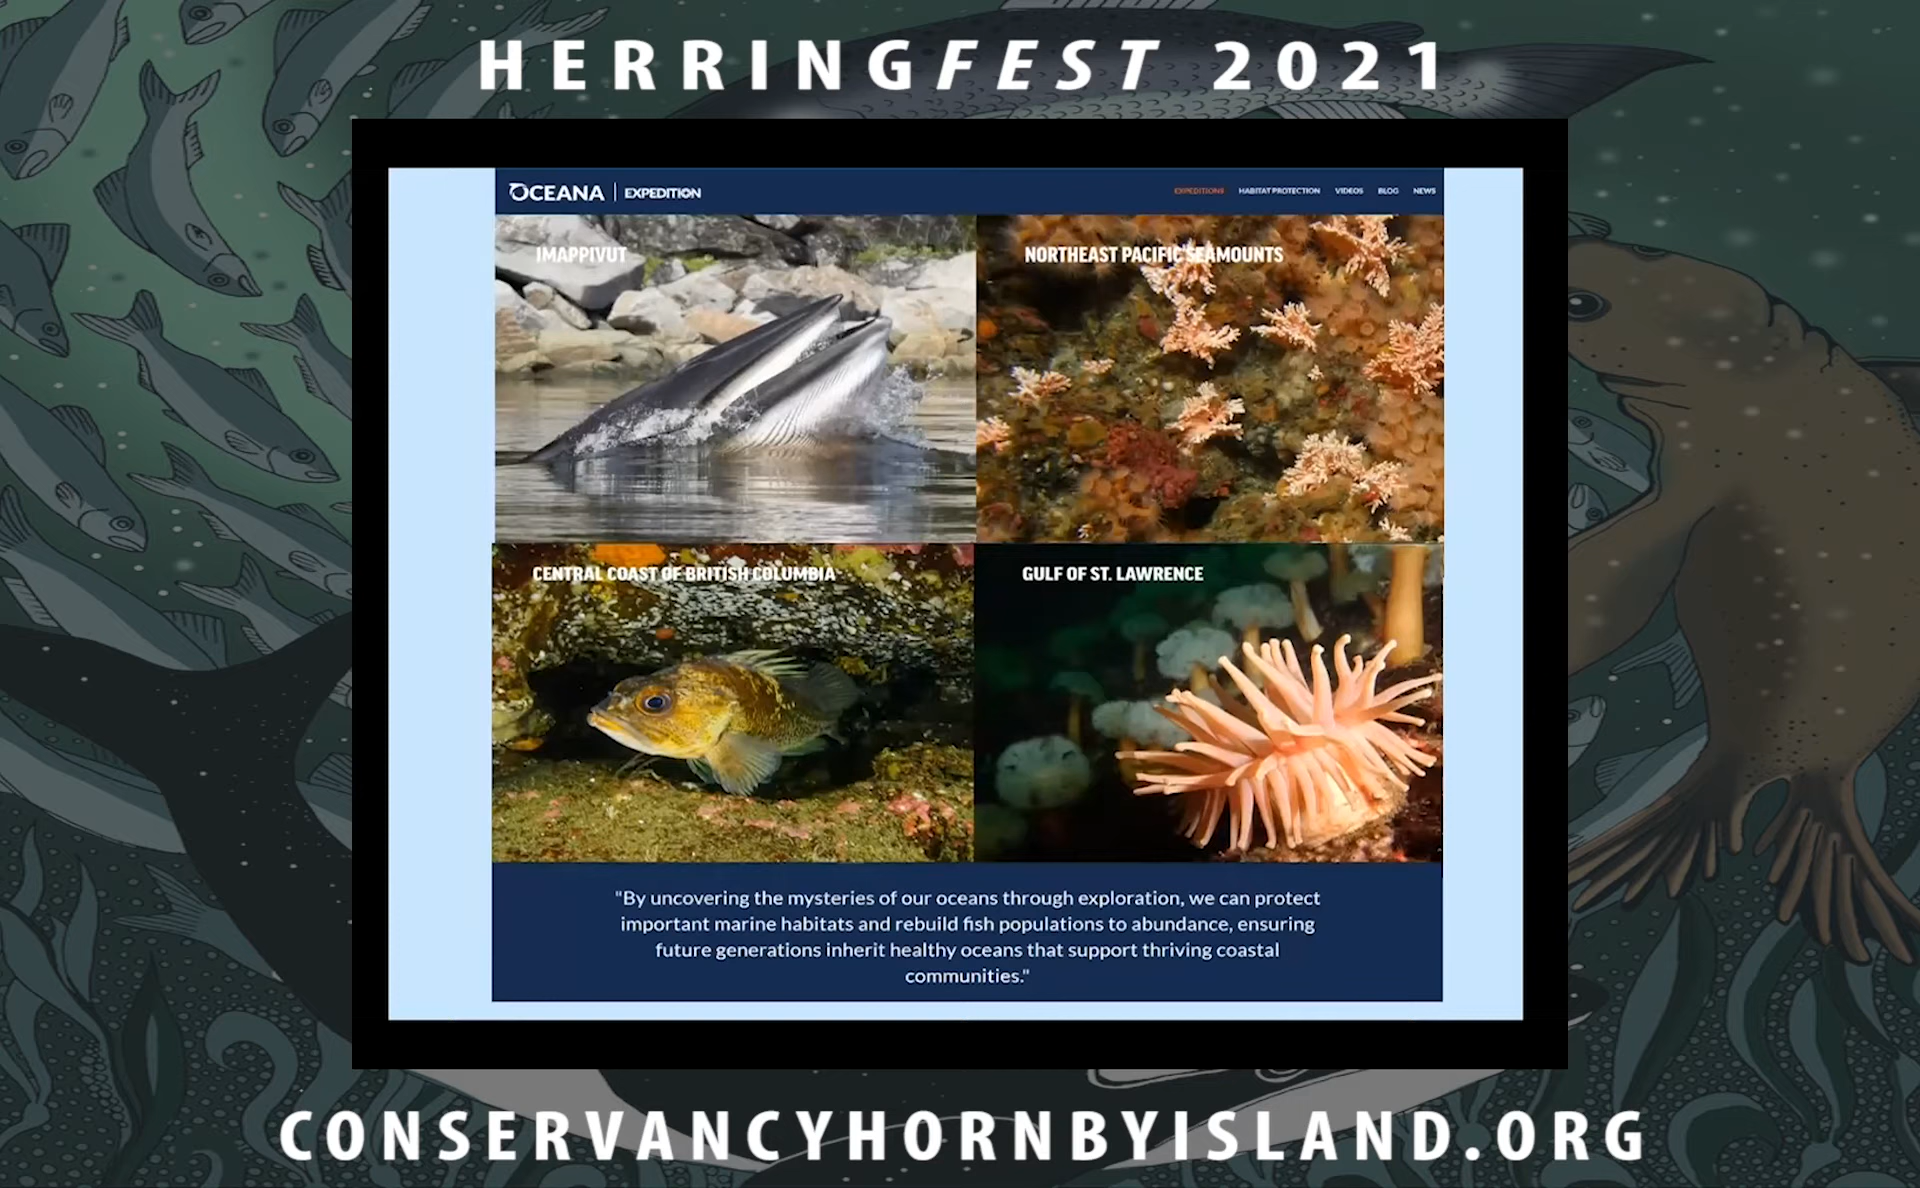 HERRINGFEST 2021
OCEANA | EXPEDITION
EXPEDITIONS HABITAT PROTECTION VIDEOS BLOG NEWS
IMAPPIVUT
NORTHEAST PACIFIC SEAMOUNTS
CENTRAL COAST OF BRITISH COLUMBIA
GULF OF ST. LAWRENCE
"By uncovering the mysteries of our oceans through exploration, we can protect
important marine habitats and rebuild fish populations to abundance, ensuring
future generations inherit healthy oceans that support thriving coastal
communities."
CONSERVANCYHORNBYISLAND.ORG